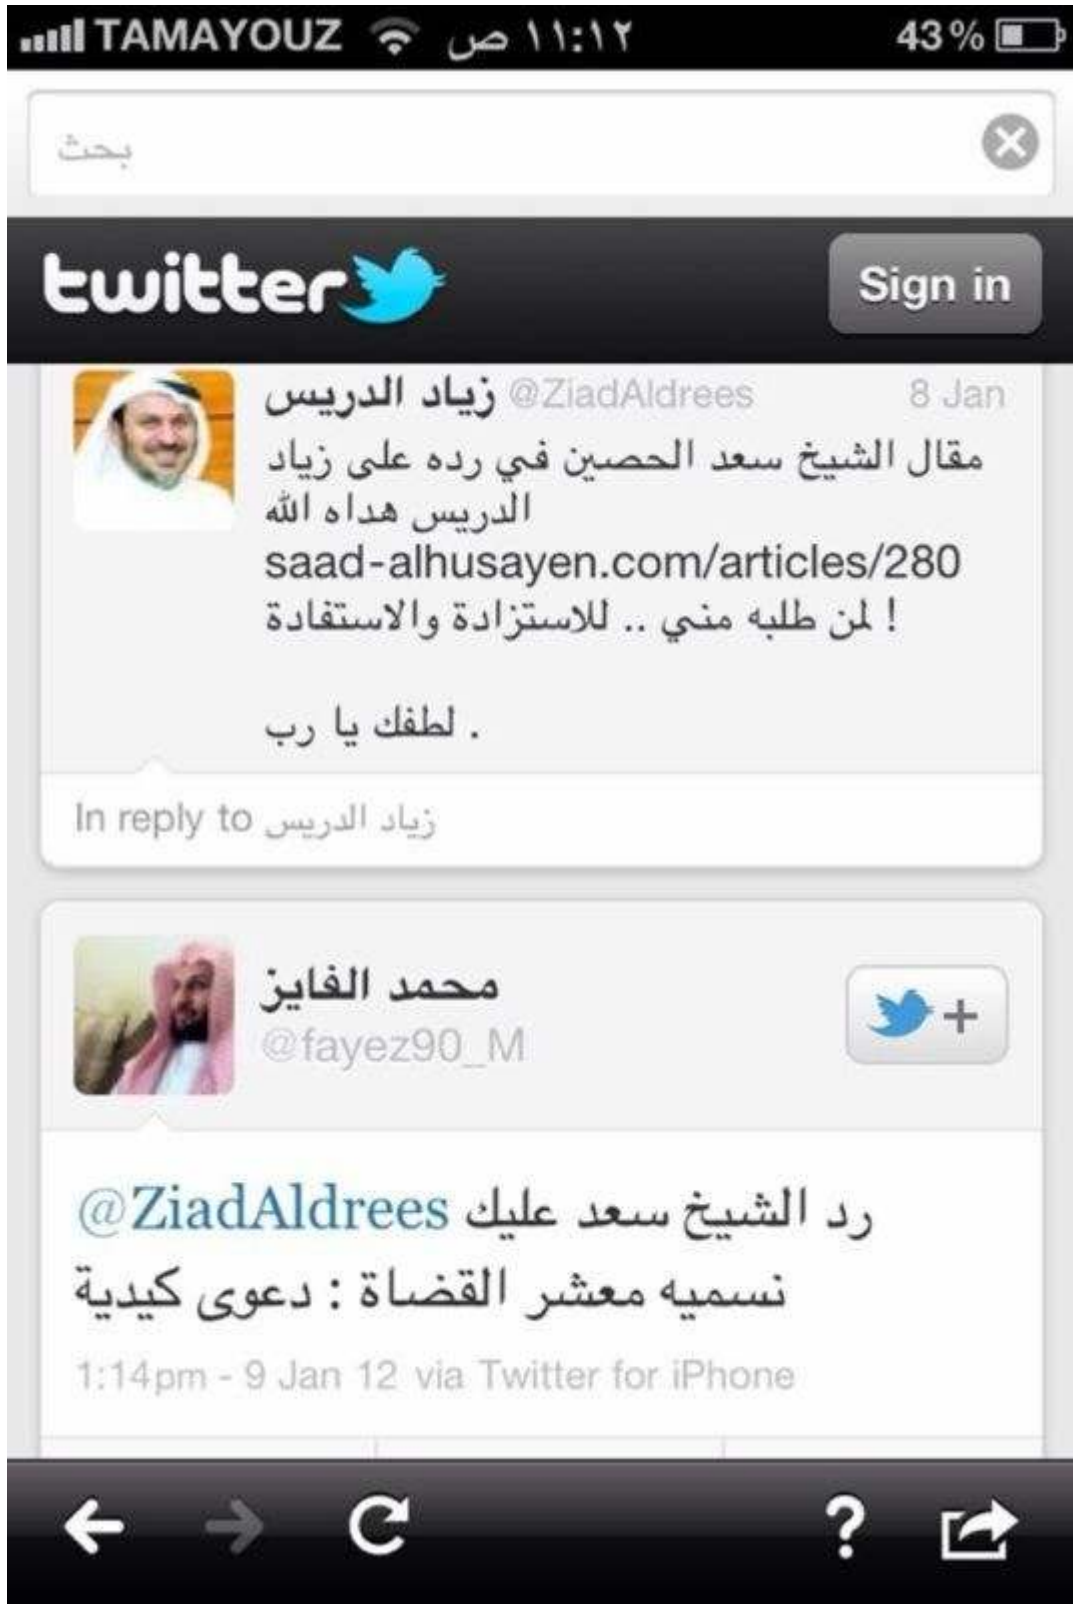 TAMAYOUZ ١١:١٢ ص 43%
بحث
twitter Sign in
زياد الدريس @ZiadAldrees 8 Jan
مقال الشيخ سعد الحصين في رده على زياد
الدريس هداه الله
saad-alhusayen.com/articles/280
! لمن طلبه مني .. للاستزادة والاستفادة
. لطفك يا رب
In reply to زياد الدريس
محمد الفايز
@fayez90_M
@ZiadAldrees رد الشيخ سعد عليك
نسميه معشر القضاة : دعوى كيدية
1:14pm - 9 Jan 12 via Twitter for iPhone